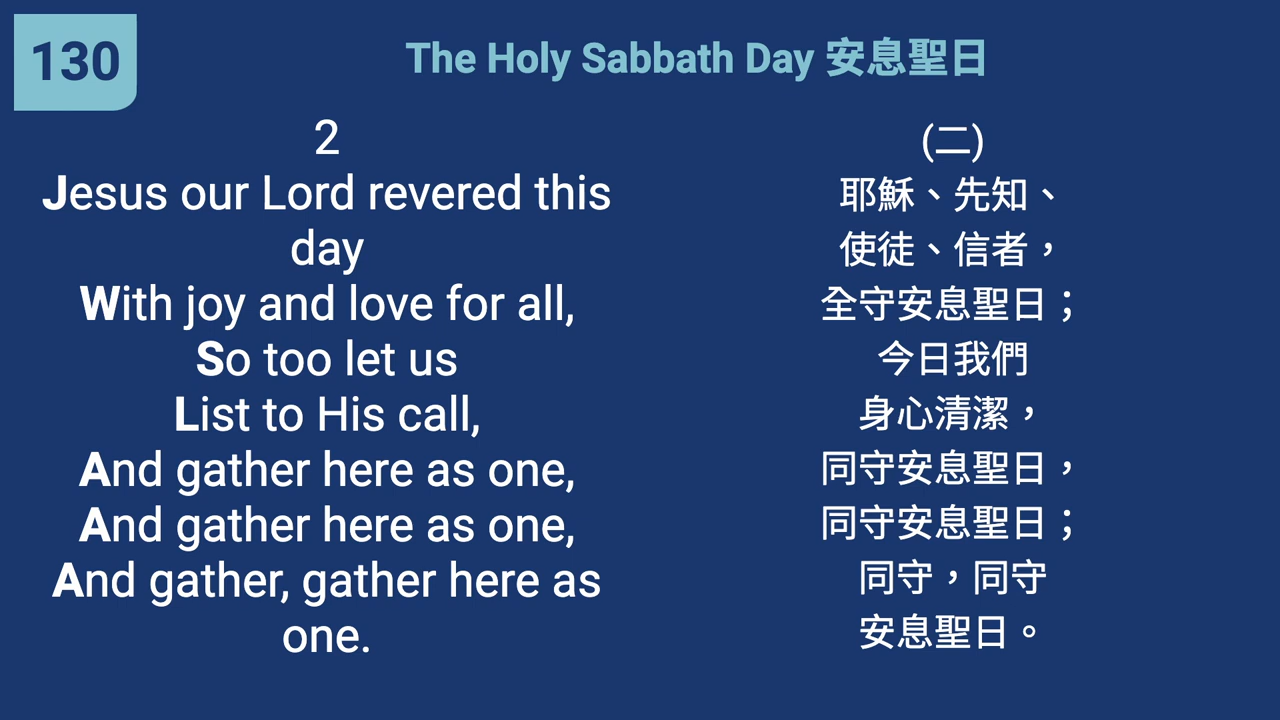 130
The Holy Sabbath Day 安息聖日
2
Jesus our Lord revered this
day
With joy and love for all,
So too let us
List to His call,
And gather here as one,
And gather here as one,
And gather, gather here as
one.
(二)
耶穌、先知、
使徒、信者，
全守安息聖日；
今日我們
身心清潔，
同守安息聖日，
同守安息聖日；
同守，同守
安息聖日。